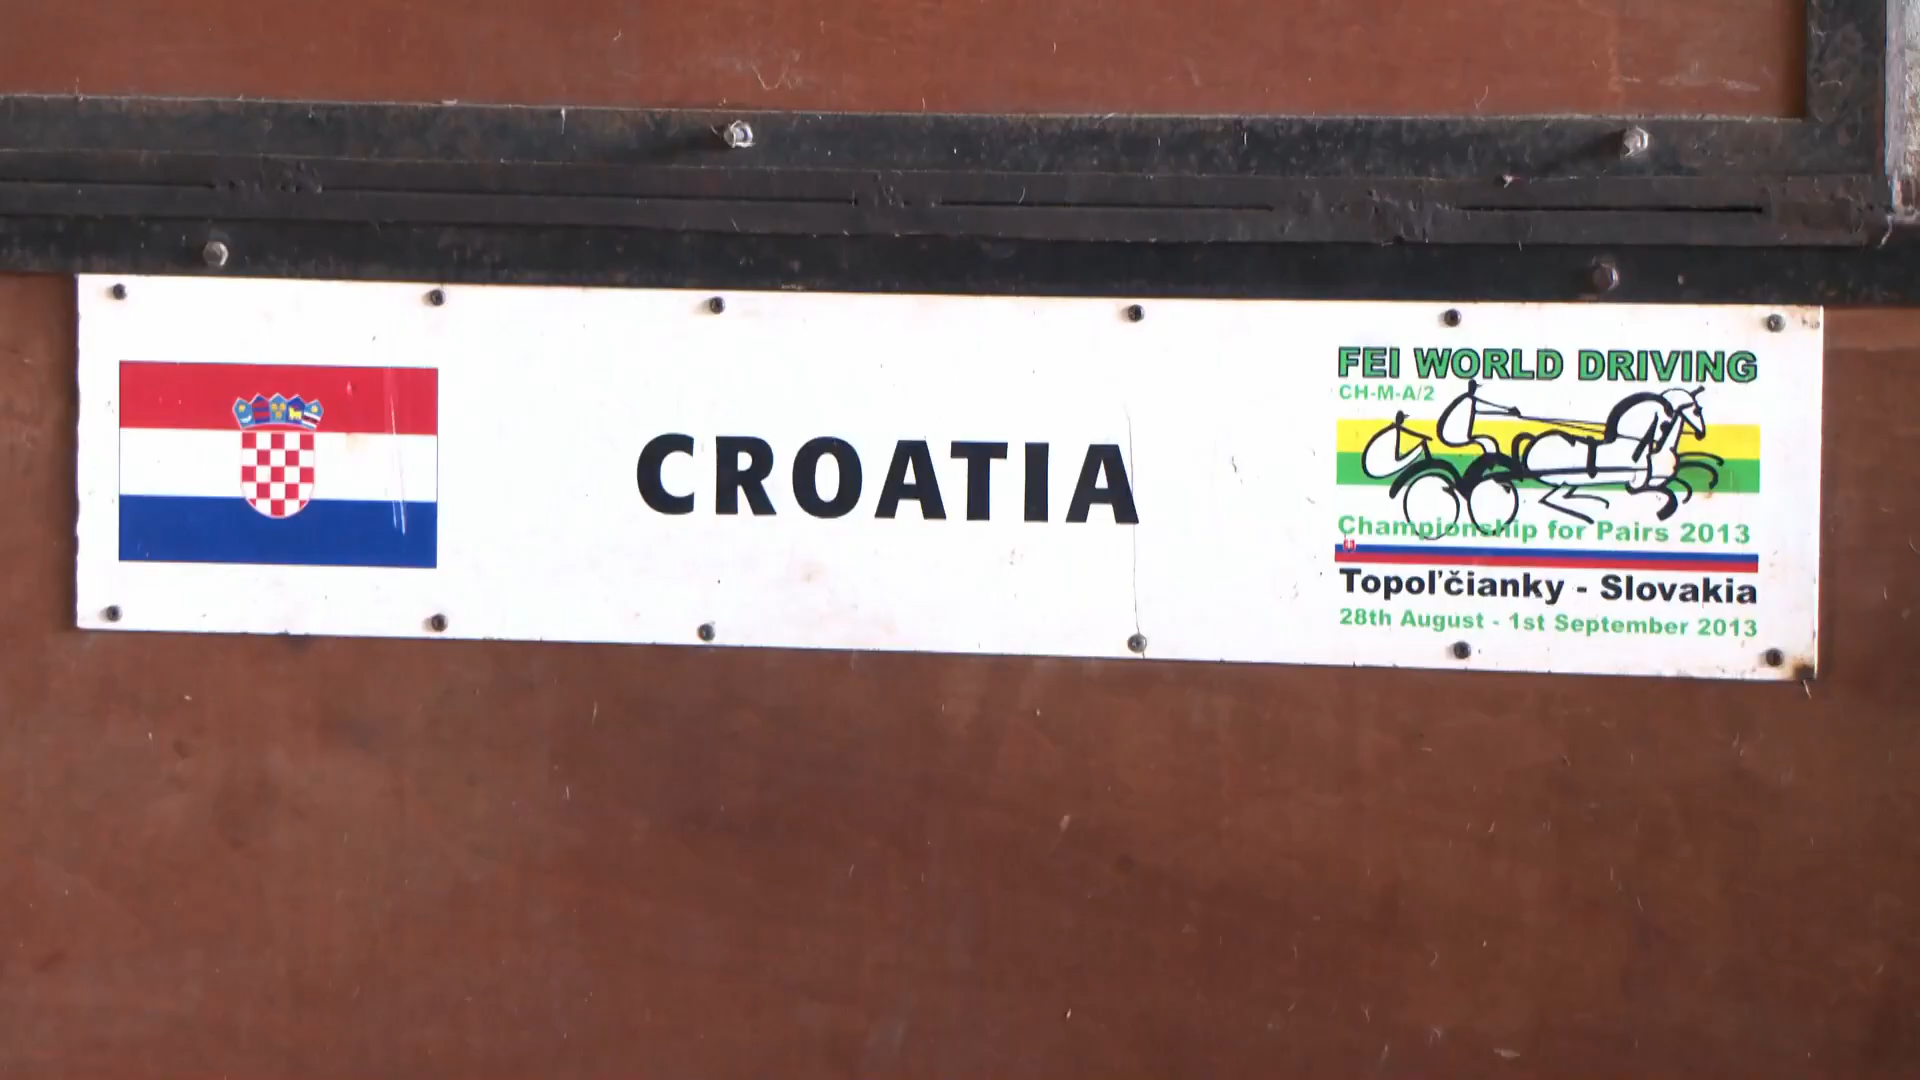 CROATIA
FEI WORLD DRIVING
CH-M-A/2
Championship for Pairs 2013
Topoľčianky - Slovakia
28th August - 1st September 2013